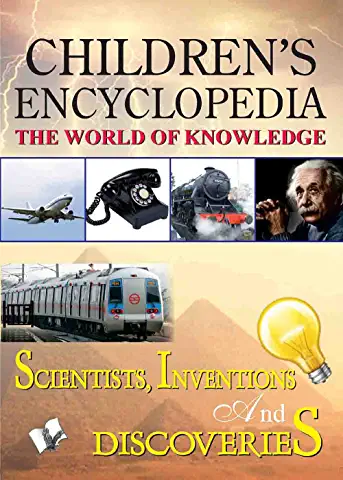 CHILDREN'S
ENCYCLOPEDIA
THE WORLD OF KNOWLEDGE
SCIENTISTS, INVENTIONS
And
DISCOVERIES